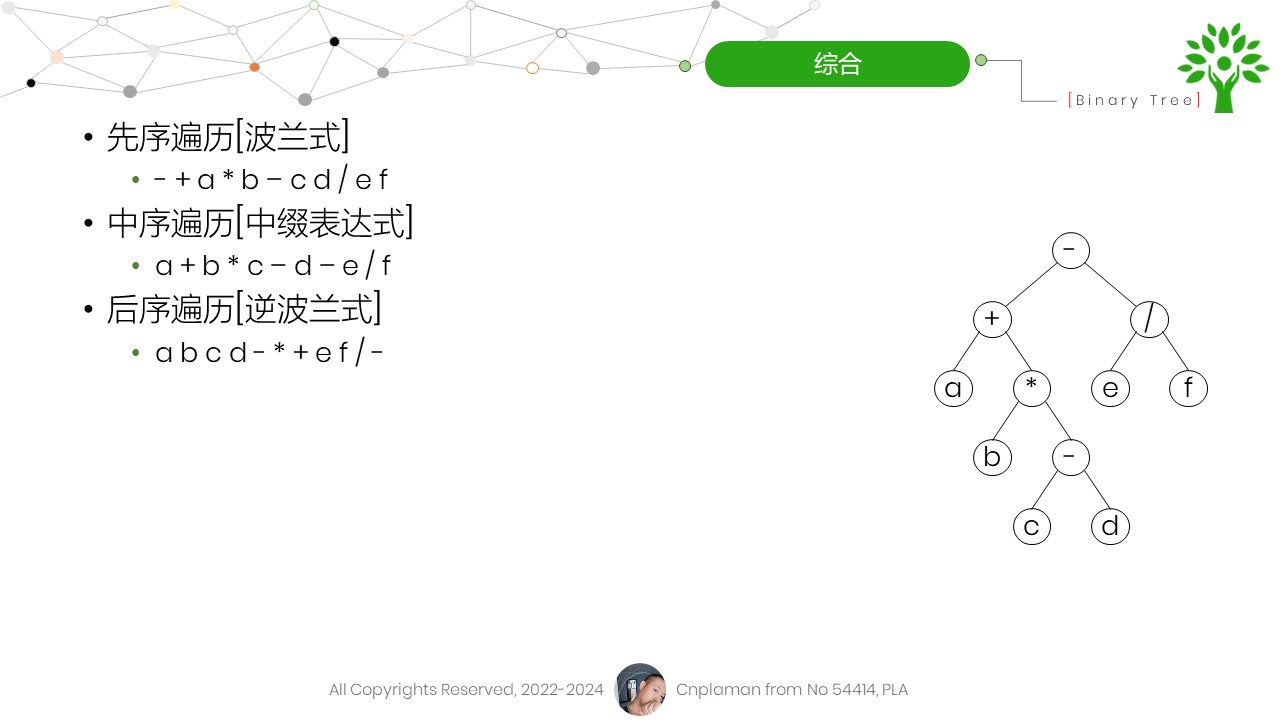 综合
[Binary Tree]
• 先序遍历[波兰式]
• - + a * b – c d / e f
• 中序遍历[中缀表达式]
• a + b * c – d – e / f
• 后序遍历[逆波兰式]
• a b c d - * + e f / -
-
+ /
a * e f
b -
c d
All Copyrights Reserved, 2022-2024 Cnplaman from No 54414, PLA